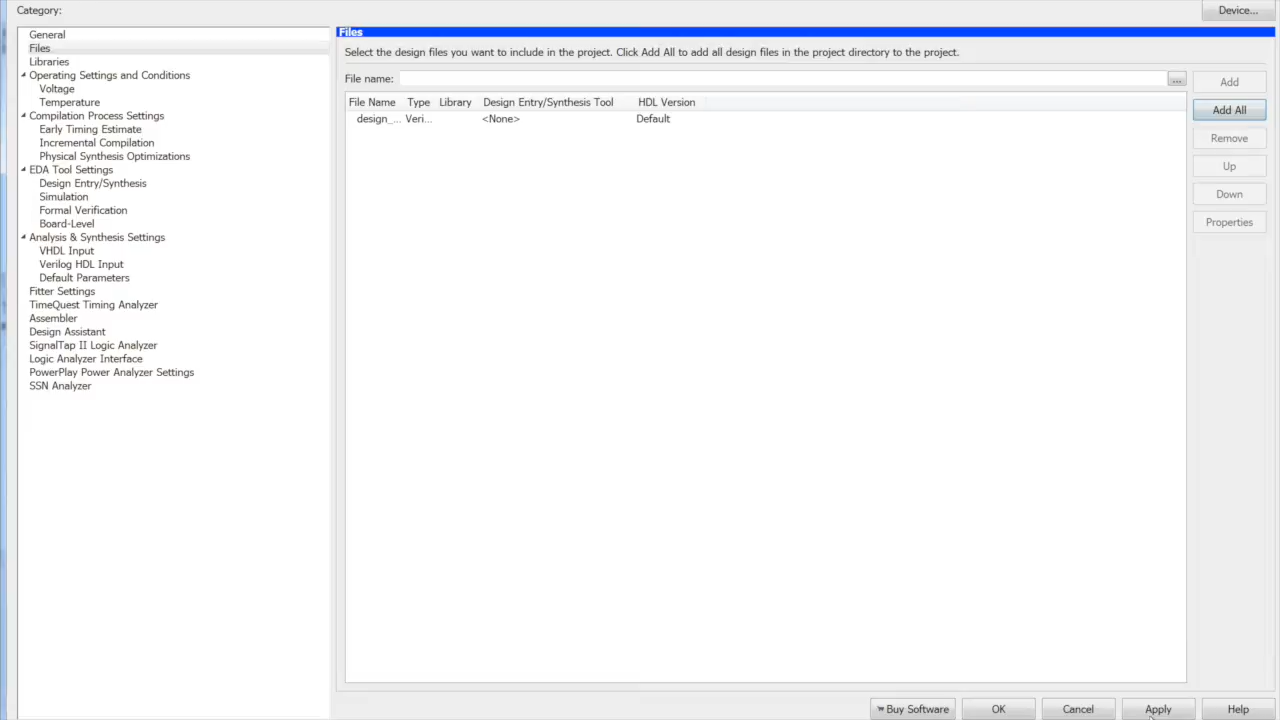 Category:
Device...
General
Files
Libraries
Operating Settings and Conditions
Voltage
Temperature
Compilation Process Settings
Early Timing Estimate
Incremental Compilation
Physical Synthesis Optimizations
EDA Tool Settings
Design Entry/Synthesis
Simulation
Formal Verification
Board-Level
Analysis & Synthesis Settings
VHDL Input
Verilog HDL Input
Default Parameters
Fitter Settings
TimeQuest Timing Analyzer
Assembler
Design Assistant
SignalTap II Logic Analyzer
Logic Analyzer Interface
PowerPlay Power Analyzer Settings
SSN Analyzer
Files
Select the design files you want to include in the project. Click Add All to add all design files in the project directory to the project.
File name:
...
Add
File Name Type Library Design Entry/Synthesis Tool HDL Version
design_... Veri... <None> Default
Add All
Remove
Up
Down
Properties
Buy Software OK Cancel Apply Help